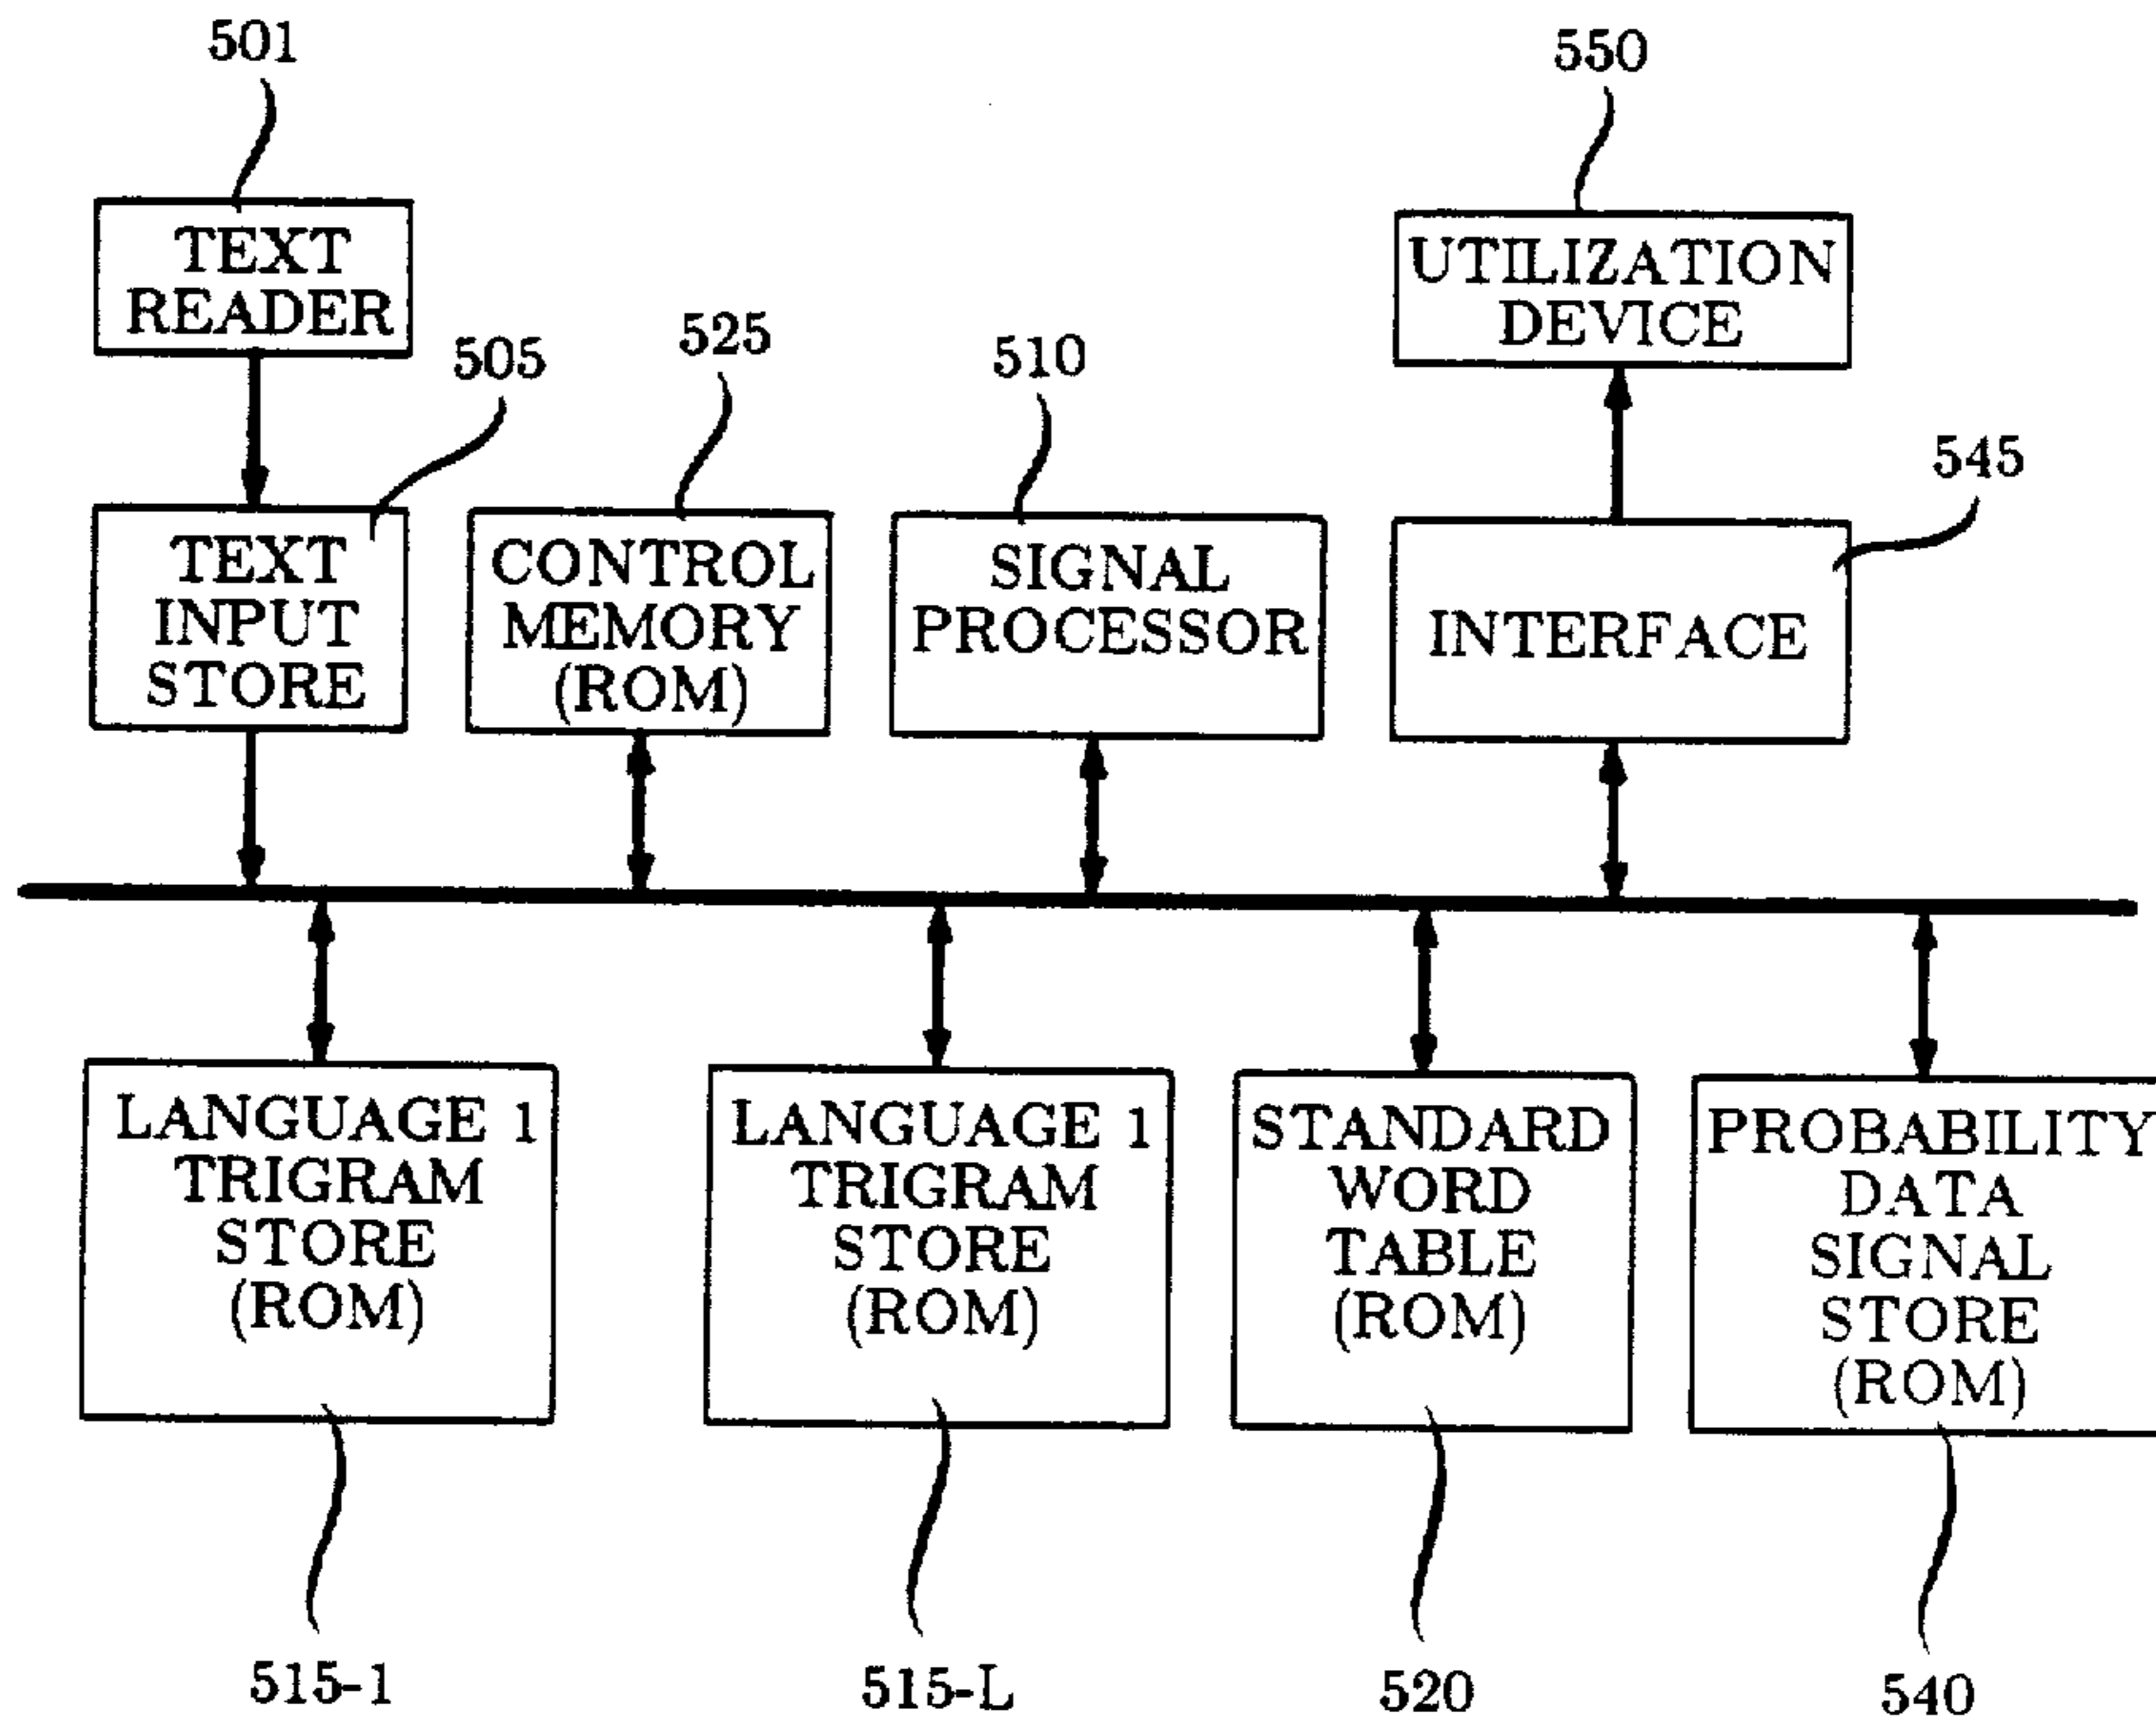 501
550
TEXT
READER
UTILIZATION
DEVICE
505
525
510
545
TEXT
INPUT
STORE
CONTROL
MEMORY
(ROM)
SIGNAL
PROCESSOR
INTERFACE
LANGUAGE 1
TRIGRAM
STORE
(ROM)
LANGUAGE 1
TRIGRAM
STORE
(ROM)
STANDARD
WORD
TABLE
(ROM)
PROBABILITY
DATA
SIGNAL
STORE
(ROM)
515-1
515-L
520
540